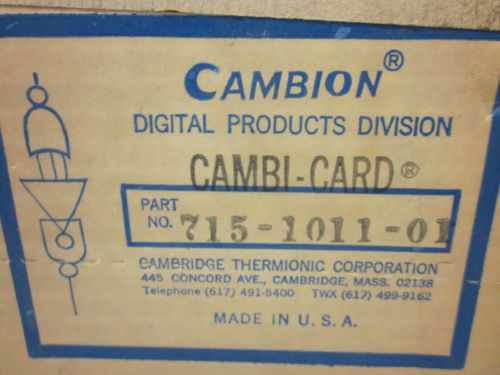 CAMBION®
DIGITAL PRODUCTS DIVISION
CAMBI-CARD®
PART
NO. 715-1011-01
CAMBRIDGE THERMIONIC CORPORATION
445 CONCORD AVE., CAMBRIDGE, MASS. 02138
Telephone (617) 491-5400 TWX (617) 499-9162
MADE IN U.S.A.